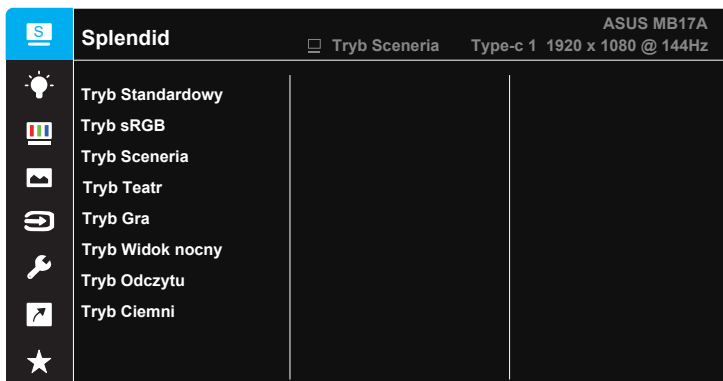 S
Splendid
Tryb Sceneria
ASUS MB17A
Type-c 1 1920 x 1080 @ 144Hz
Tryb Standardowy
Tryb sRGB
Tryb Sceneria
Tryb Teatr
Tryb Gra
Tryb Widok nocny
Tryb Odczytu
Tryb Ciemni